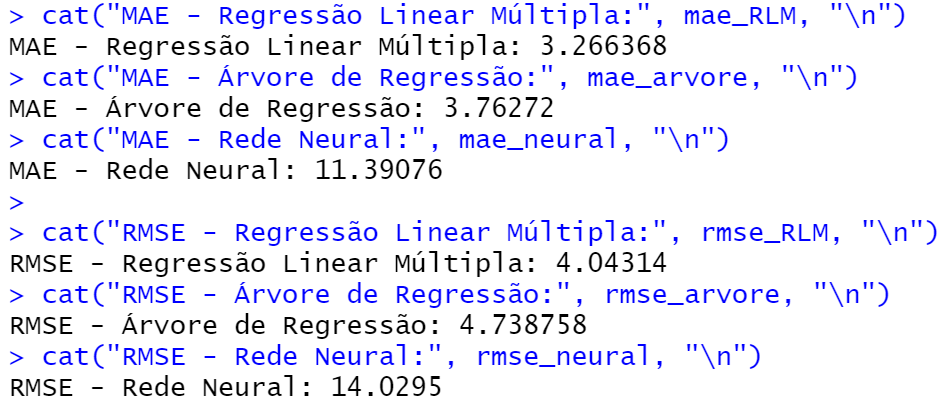 > cat("MAE - Regressão Linear Múltipla:", mae_RLM, "\n")
MAE - Regressão Linear Múltipla: 3.266368
> cat("MAE - Árvore de Regressão:", mae_arvore, "\n")
MAE - Árvore de Regressão: 3.76272
> cat("MAE - Rede Neural:", mae_neural, "\n")
MAE - Rede Neural: 11.39076
>
> cat("RMSE - Regressão Linear Múltipla:", rmse_RLM, "\n")
RMSE - Regressão Linear Múltipla: 4.04314
> cat("RMSE - Árvore de Regressão:", rmse_arvore, "\n")
RMSE - Árvore de Regressão: 4.738758
> cat("RMSE - Rede Neural:", rmse_neural, "\n")
RMSE - Rede Neural: 14.0295